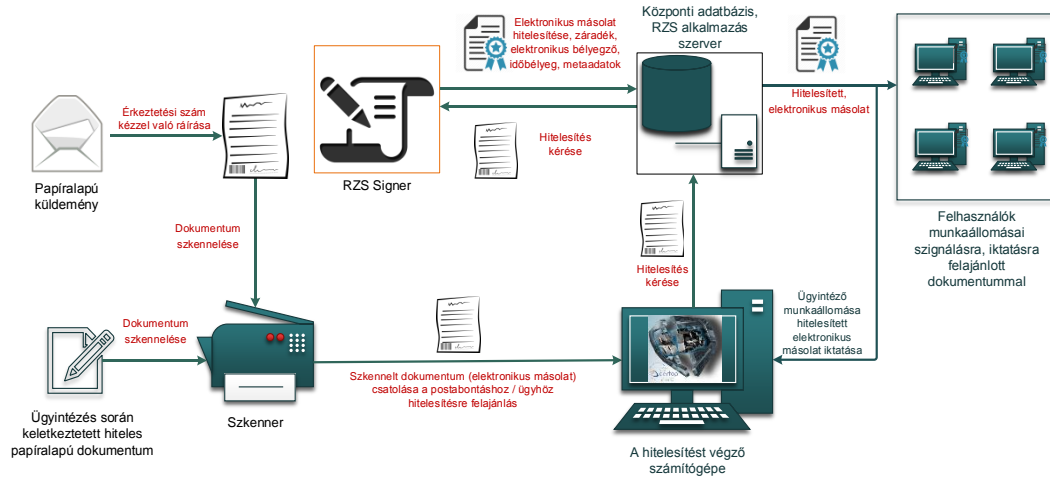 Elektronikus másolat
hitelesítése, záradék,
elektronikus bélyegző,
időbélyeg, metaadatok
Központi adatbázis,
RZS alkalmazás
szerver
Érkeztetési szám
kézzel való ráírása
Papíralapú
küldemény
RZS Signer
Hitelesítés
kérése
Hitelesített,
elektronikus másolat
Felhasználók
munkaállomásai
szignálásra, iktatásra
felajánlott
dokumentummal
Dokumentum
szkennelése
Hitelesítés
kérése
Ügyintéző
munkaállomása
hitelesített
elektronikus
másolat iktatása
Dokumentum
szkennelése
Szkennelt dokumentum (elektronikus másolat)
csatolása a postabontáshoz / ügyhöz
hitelesítésre felajánlás
Ügyintézés során
keletkeztetett hiteles
papíralapú dokumentum
Szkenner
A hitelesítést végző
számítógépe